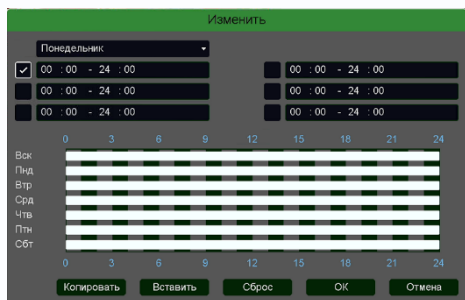 Изменить
Понедельник
00 : 00 - 24 : 00 00 : 00 - 24 : 00
00 : 00 - 24 : 00 00 : 00 - 24 : 00
00 : 00 - 24 : 00 00 : 00 - 24 : 00
0 3 6 9 12 15 18 21 24
Вск
Пнд
Втр
Срд
Чтв
Птн
Сбт
0 3 6 9 12 15 18 21 24
Копировать Вставить Сброс ОК Отмена